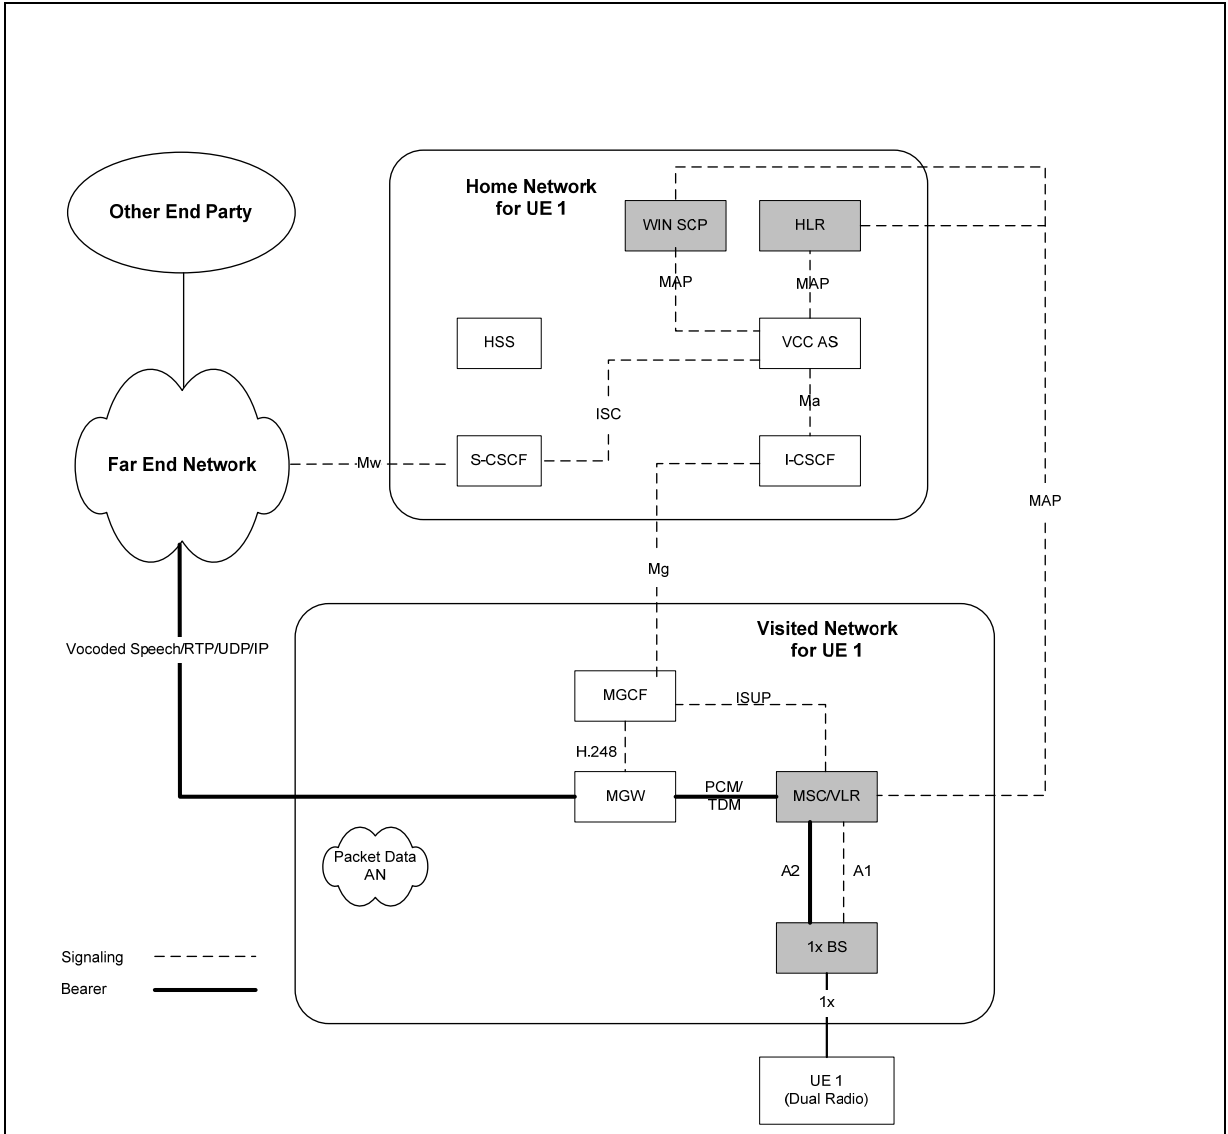 Home Network
for UE 1
Other End Party
WIN SCP
HLR
MAP
MAP
HSS
VCC AS
ISC
Ma
Far End Network
Mw
S-CSCF
I-CSCF
MAP
Mg
Visited Network
for UE 1
Vocoded Speech/RTP/UDP/IP
MGCF
ISUP
H.248
MGW
PCM/
TDM
MSC/VLR
Packet Data
AN
A2
A1
1x BS
Signaling
Bearer
1x
UE 1
(Dual Radio)